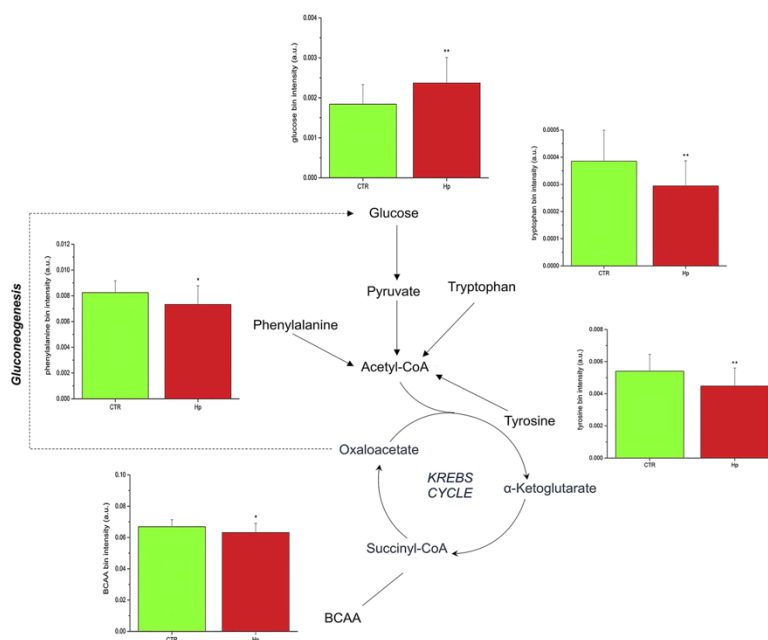 0.004
0.003
0.002
0.001
0.000
glucose bin intensity (a.u.)
**
CTR
Hp
0.0005
0.0004
0.0003
0.0002
0.0001
0.0000
tryptophan bin intensity (a.u.)
**
CTR
Hp
Glucose
0.012
0.010
0.008
0.006
0.004
0.002
0.000
phenylalanine bin intensity (a.u.)
*
CTR
Hp
Gluconeogenesis
Pyruvate
Tryptophan
Phenylalanine
Acetyl-CoA
Tyrosine
0.008
0.006
0.004
0.002
0.000
tyrosine bin intensity (a.u.)
**
CTR
Hp
Oxaloacetate
KREBS
CYCLE
α-Ketoglutarate
Succinyl-CoA
BCAA
0.10
0.08
0.06
0.04
0.02
0.00
BCAA bin intensity (a.u.)
*
CTR
Hp